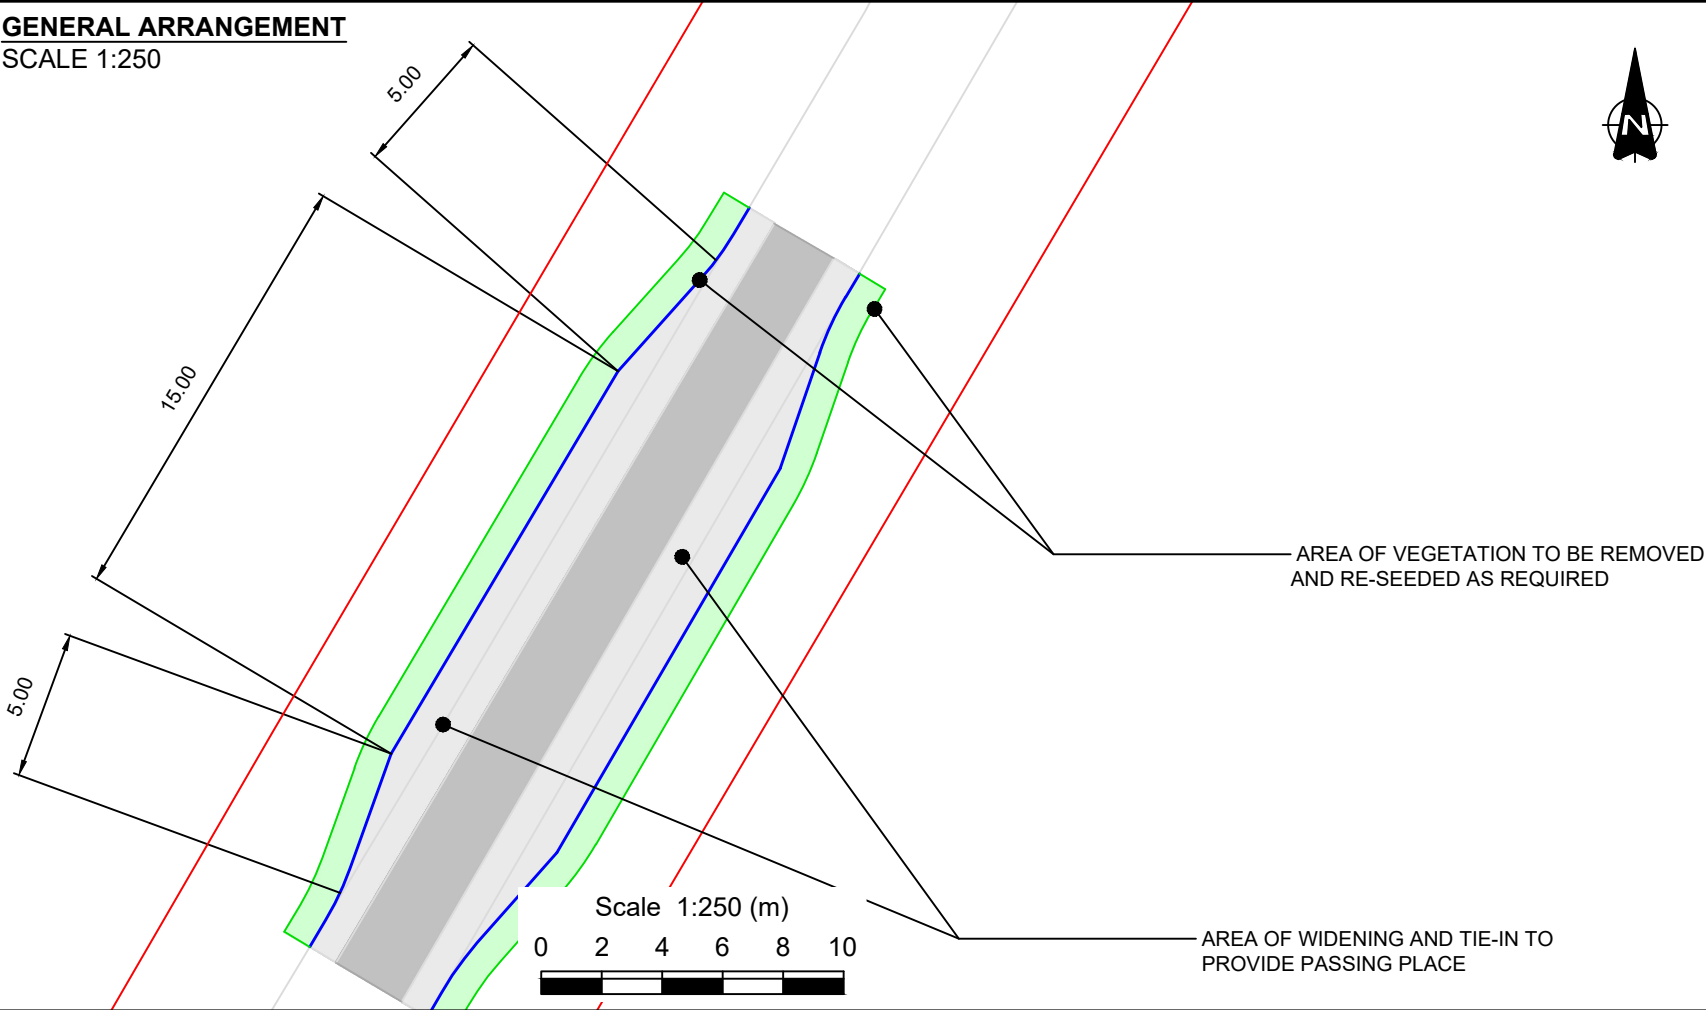 GENERAL ARRANGEMENT
SCALE 1:250
5.00
N
15.00
AREA OF VEGETATION TO BE REMOVED
AND RE-SEEDED AS REQUIRED
5.00
Scale 1:250 (m)
0 2 4 6 8 10
AREA OF WIDENING AND TIE-IN TO
PROVIDE PASSING PLACE